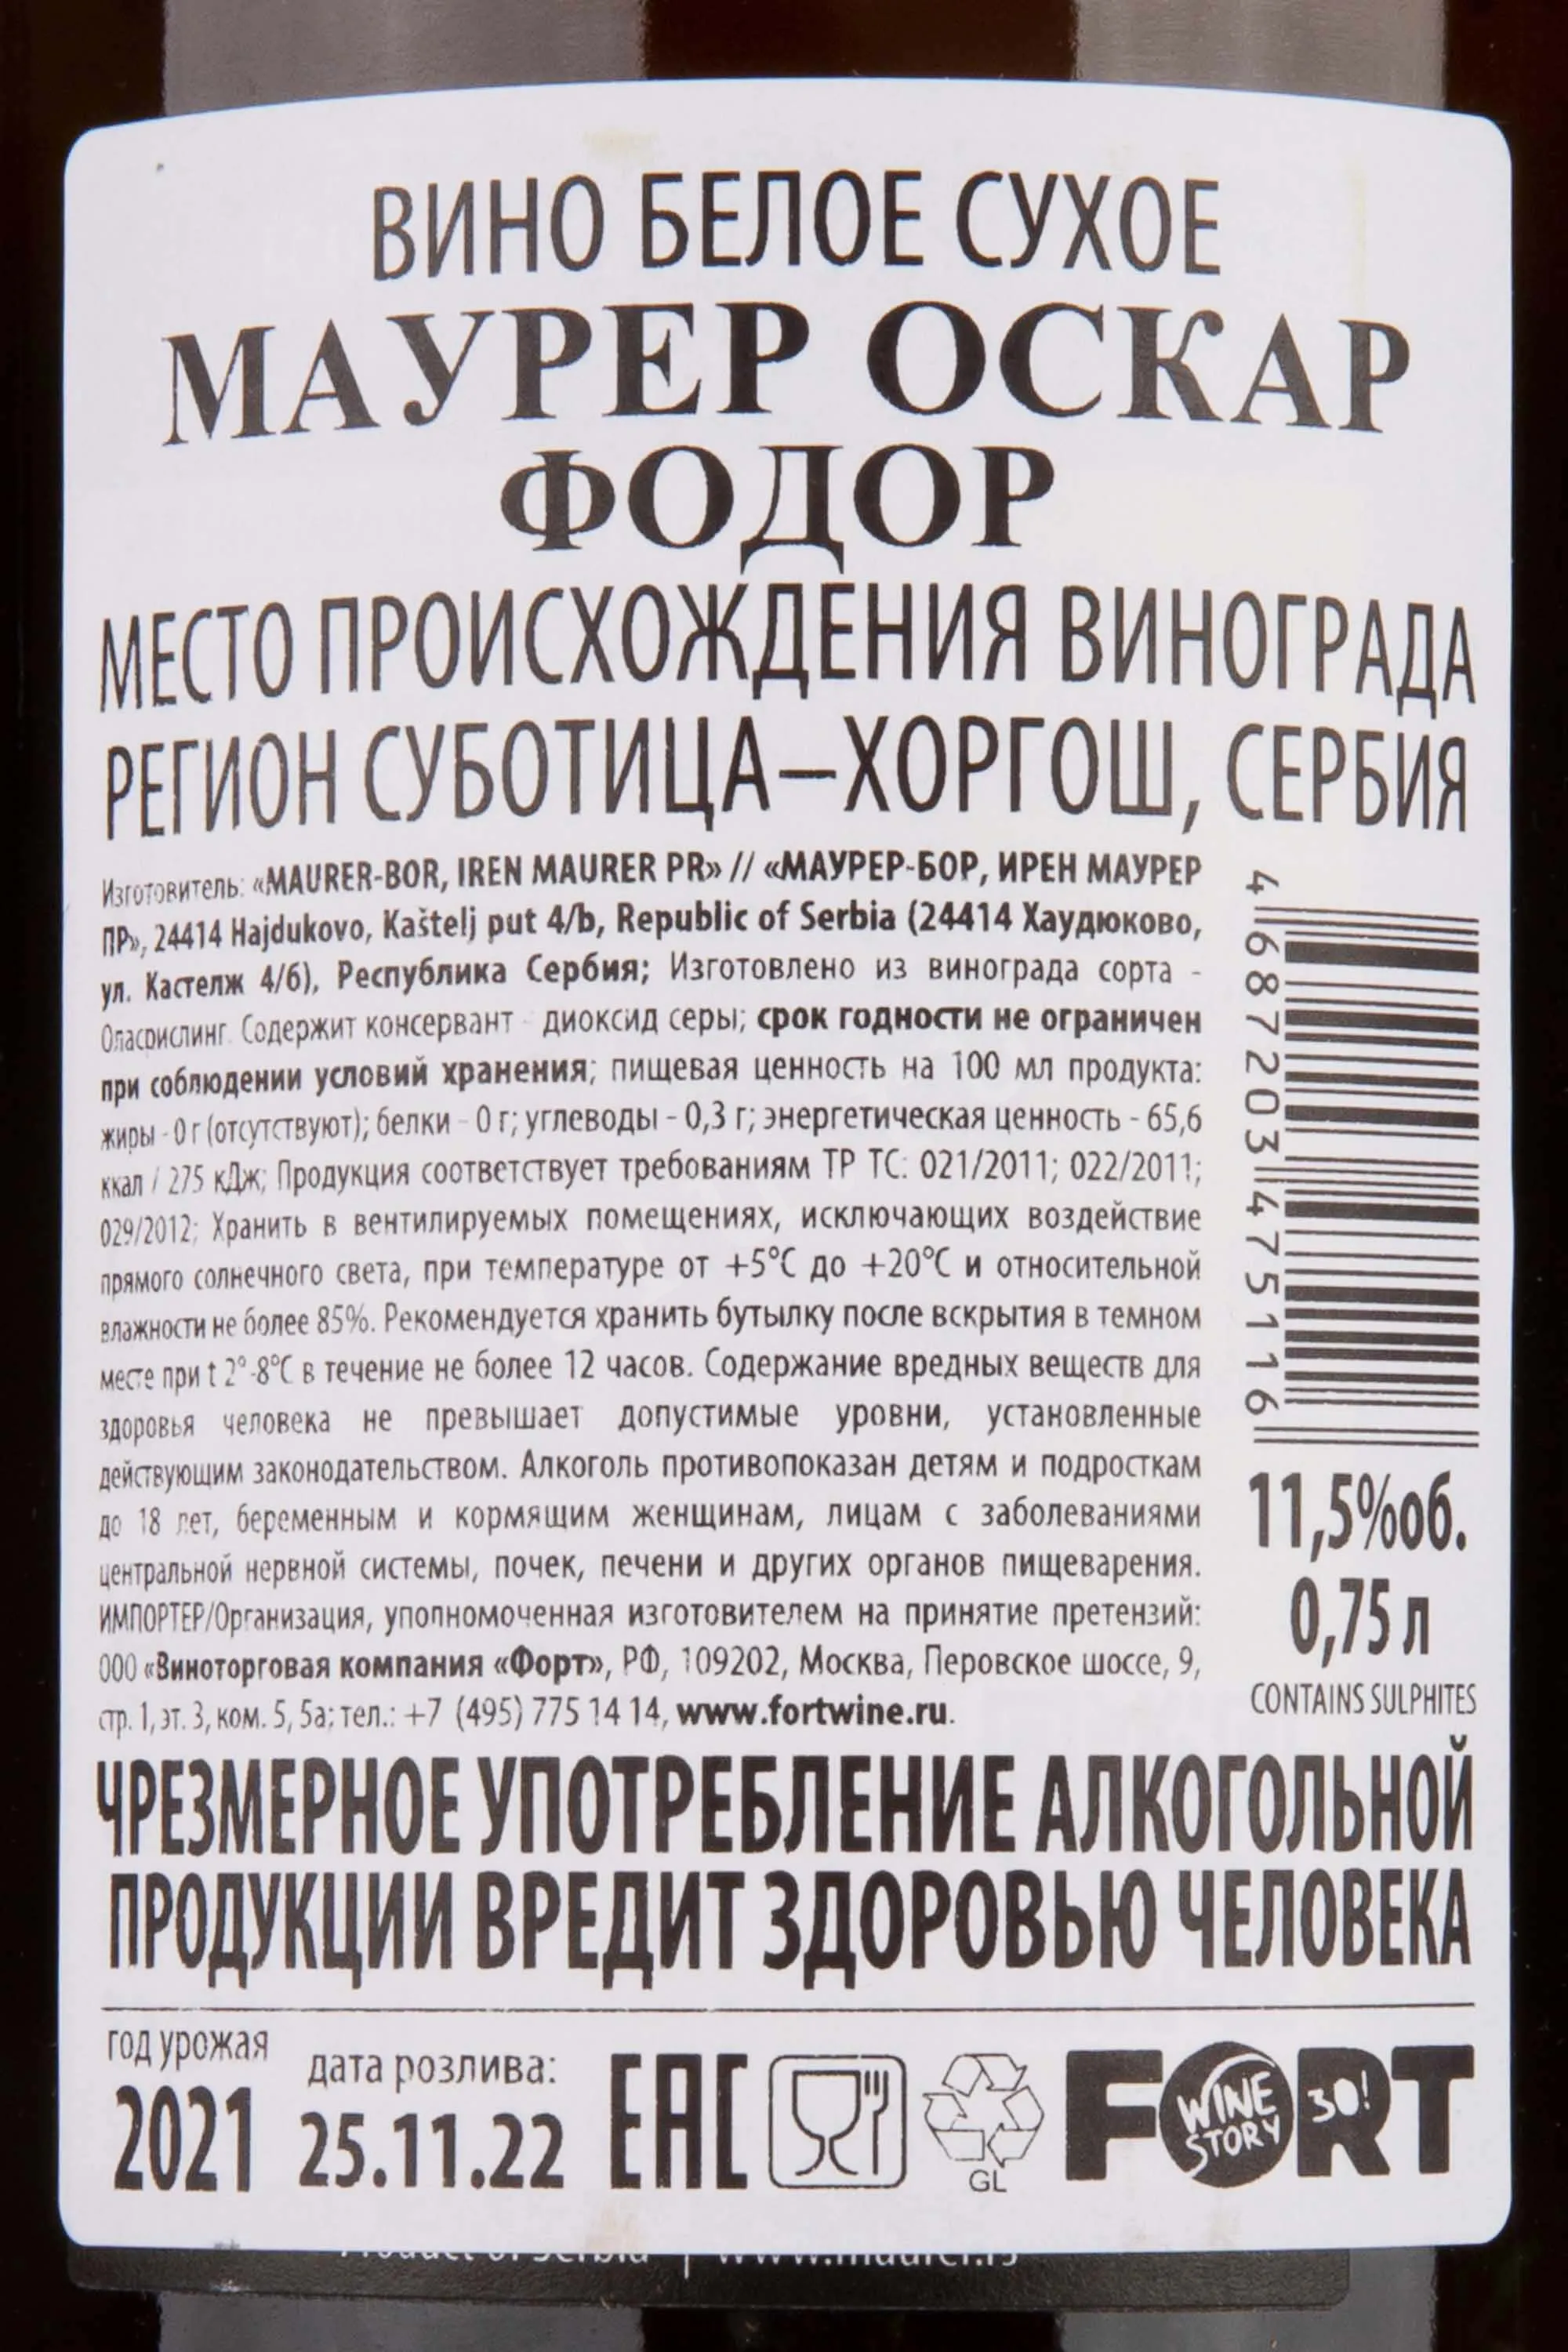 ВИНО БЕЛОЕ СУХОЕ
МАУРЕР ОСКАР
ФОДОР
МЕСТО ПРОИСХОЖДЕНИЯ ВИНОГРАДА
РЕГИОН СУБОТИЦА–ХОРГОШ, СЕРБИЯ
Изготовитель: «MAURER-BOR, IREN MAURER PR» // «МАУРЕР-БОР, ИРЕН МАУРЕР
ПР», 24414 Hajdukovo, Kaštelj put 4/b, Republic of Serbia (24414 Хаудюково,
ул. Кастелж 4/6), Республика Сербия; Изготовлено из винограда сорта -
Оласрислинг. Содержит консервант - диоксид серы; срок годности не ограничен
при соблюдении условий хранения; пищевая ценность на 100 мл продукта:
жиры - 0 г (отсутствуют); белки - 0 г; углеводы - 0,3 г; энергетическая ценность - 65,6
ккал / 275 кДж; Продукция соответствует требованиям ТР ТС: 021/2011; 022/2011;
029/2012; Хранить в вентилируемых помещениях, исключающих воздействие
прямого солнечного света, при температуре от +5°С до +20°С и относительной
влажности не более 85%. Рекомендуется хранить бутылку после вскрытия в темном
месте при t 2°-8°С в течение не более 12 часов. Содержание вредных веществ для
здоровья человека не превышает допустимые уровни, установленные
действующим законодательством. Алкоголь противопоказан детям и подросткам
до 18 лет, беременным и кормящим женщинам, лицам с заболеваниями
центральной нервной системы, почек, печени и других органов пищеварения.
ИМПОРТЕР/Организация, уполномоченная изготовителем на принятие претензий:
ООО «Виноторговая компания «Форт», РФ, 109202, Москва, Перовское шоссе, 9,
стр. 1, эт. 3, ком. 5, 5а; тел.: +7 (495) 775 14 14, www.fortwine.ru.
4 687203 475116
11,5%об.
0,75 л
CONTAINS SULPHITES
ЧРЕЗМЕРНОЕ УПОТРЕБЛЕНИЕ АЛКОГОЛЬНОЙ
ПРОДУКЦИИ ВРЕДИТ ЗДОРОВЬЮ ЧЕЛОВЕКА
год урожая
2021
дата розлива:
25.11.22
EAC
GL
FORT
WINE
STORY
30!
Product of Serbia | www.maurer.rs